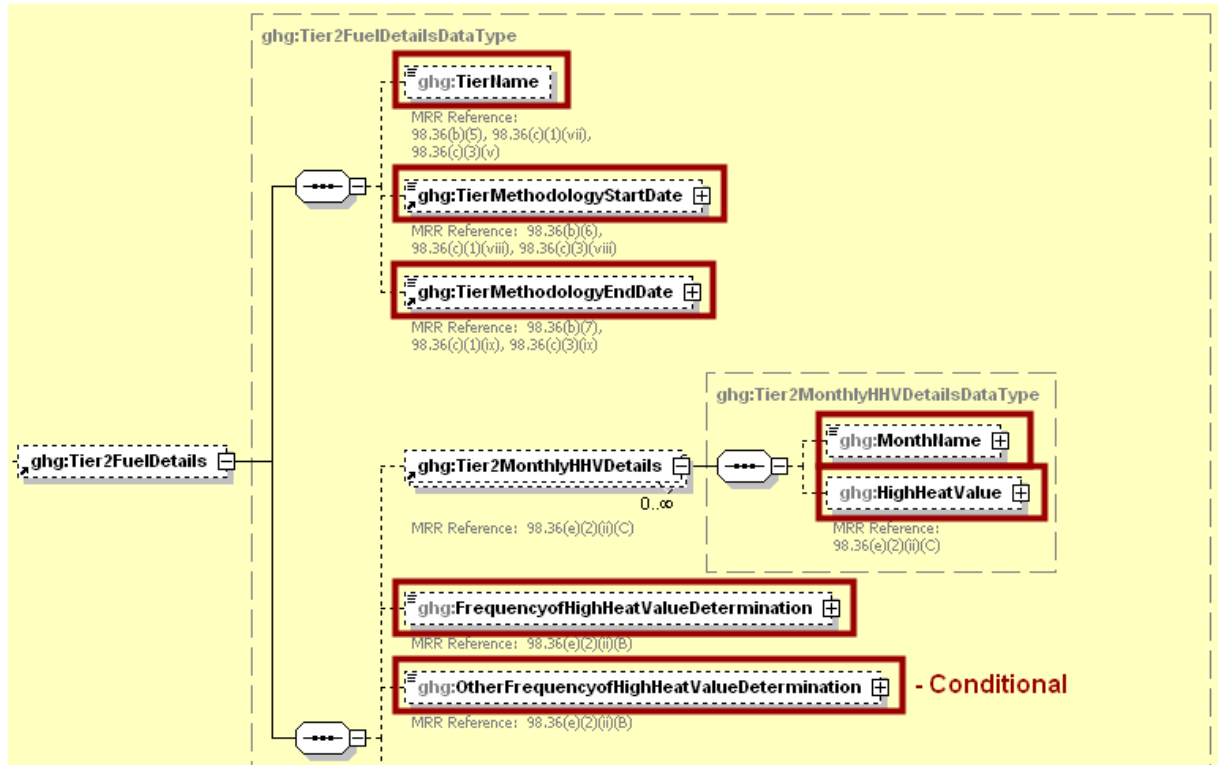 ghg:Tier2FuelDetailsDataType
ghg:TierName
MRR Reference:
98.36(b)(5), 98.36(c)(1)(vii),
98.36(c)(3)(v)
ghg:TierMethodologyStartDate
MRR Reference: 98.36(b)(6),
98.36(c)(1)(viii), 98.36(c)(3)(viii)
ghg:TierMethodologyEndDate
MRR Reference: 98.36(b)(7),
98.36(c)(1)(ix), 98.36(c)(3)(ix)
ghg:Tier2MonthlyHHVDetailsDataType
ghg:MonthName
ghg:Tier2FuelDetails
ghg:Tier2MonthlyHHVDetails
0..∞
ghg:HighHeatValue
MRR Reference: 98.36(e)(2)(ii)(C)
MRR Reference:
98.36(e)(2)(ii)(C)
ghg:FrequencyofHighHeatValueDetermination
MRR Reference: 98.36(e)(2)(ii)(B)
ghg:OtherFrequencyofHighHeatValueDetermination - Conditional
MRR Reference: 98.36(e)(2)(ii)(B)